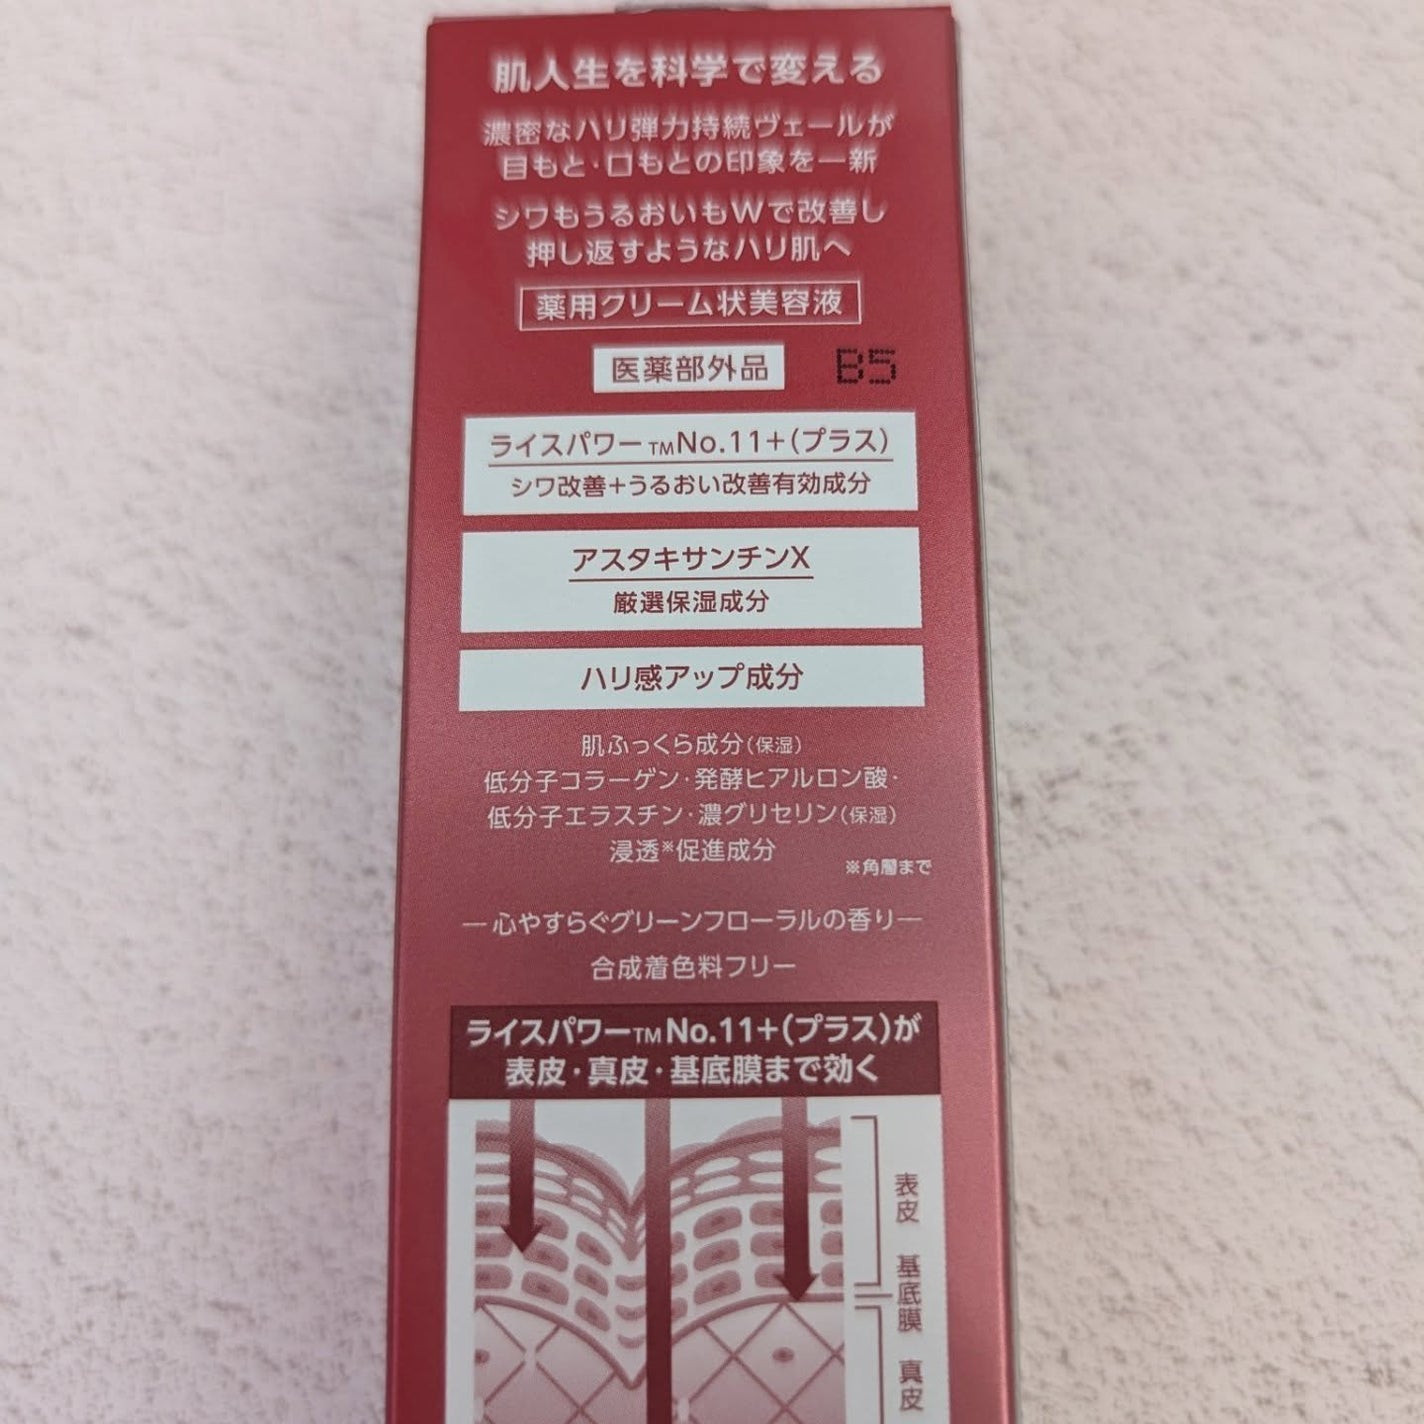 肌人生を科学で変える
濃密なハリ弾力持続ヴェールが
目もと・口もとの印象を一新
シワもうるおいもWで改善し
押し返すようなハリ肌へ
薬用クリーム状美容液
医薬部外品 B5
ライスパワー™No.11+(プラス)
シワ改善+うるおい改善有効成分
アスタキサンチンX
厳選保湿成分
ハリ感アップ成分
肌ふっくら成分(保湿)
低分子コラーゲン・発酵ヒアルロン酸・
低分子エラスチン・濃グリセリン(保湿)
浸透※促進成分
※角層まで
―心やすらぐグリーンフローラルの香り―
合成着色料フリー
ライスパワー™No.11+(プラス)が
表皮・真皮・基底膜まで効く
表皮
基底膜
真皮